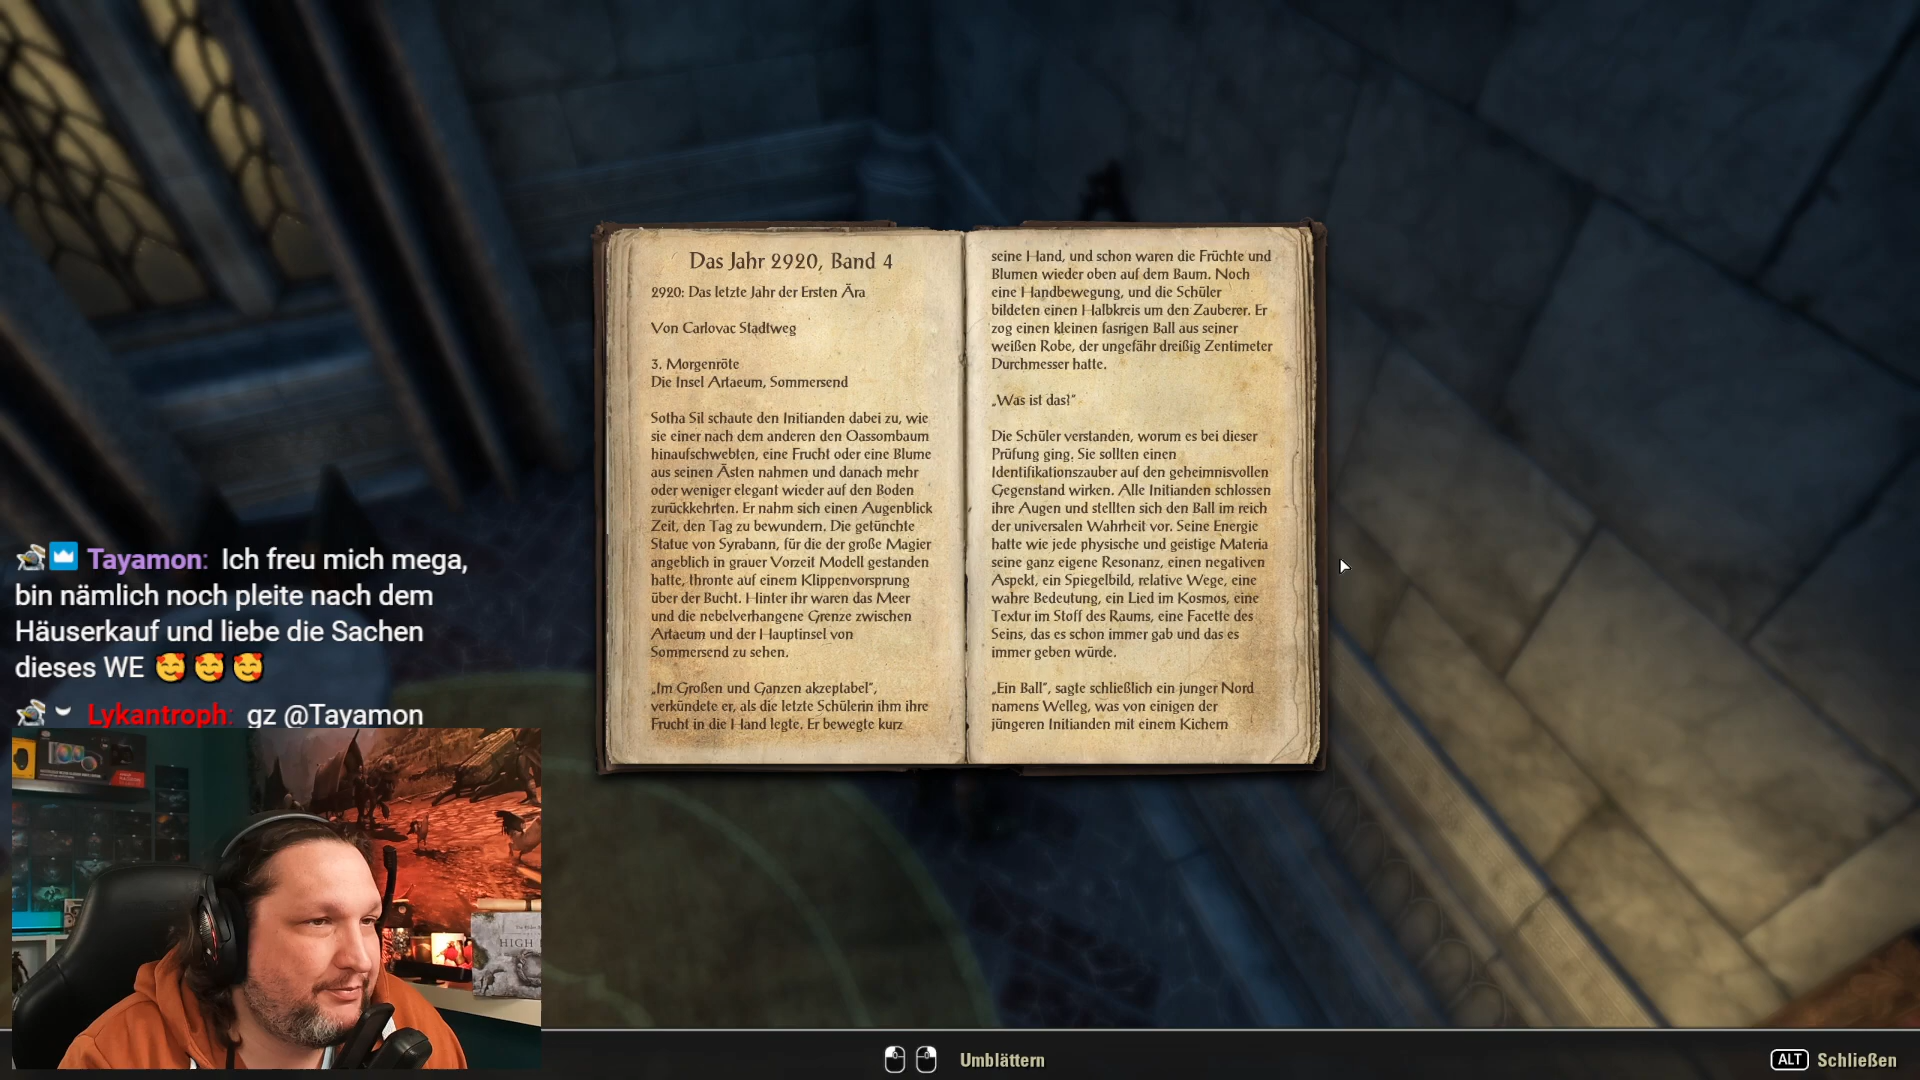 Das Jahr 2920, Band 4
2920: Das letzte Jahr der Ersten Ära
Von Carlovac Stadtweg
3. Morgenröte
Die Insel Artaeum, Sommersend
Sotha Sil schaute den Initianden dabei zu, wie
sie einer nach dem anderen den Oassombaum
hinaufschwebten, eine Frucht oder eine Blume
aus seinen Ästen nahmen und danach mehr
oder weniger elegant wieder auf den Boden
zurückkehrten. Er nahm sich einen Augenblick
Zeit, den Tag zu bewundern. Die getünchte
Statue von Syrabann, für die der große Magier
angeblich in grauer Vorzeit Modell gestanden
hatte, thronte auf einem Klippenvorsprung
über der Bucht. Hinter ihr waren das Meer
und die nebelverhangene Grenze zwischen
Artaeum und der Hauptinsel von
Sommersend zu sehen.
„Im Großen und Ganzen akzeptabel“,
verkündete er, als die letzte Schülerin ihm ihre
Frucht in die Hand legte. Er bewegte kurz
seine Hand, und schon waren die Früchte und
Blumen wieder oben auf dem Baum. Noch
eine Handbewegung, und die Schüler
bildeten einen Halbkreis um den Zauberer. Er
zog einen kleinen fasrigen Ball aus seiner
weißen Robe, der ungefähr dreißig Zentimeter
Durchmesser hatte.
„Was ist das?“
Die Schüler verstanden, worum es bei dieser
Prüfung ging. Sie sollten einen
Identifikationszauber auf den geheimnisvollen
Gegenstand wirken. Alle Initianden schlossen
ihre Augen und stellten sich den Ball im reich
der universalen Wahrheit vor. Seine Energie
hatte wie jede physische und geistige Materia
seine ganz eigene Resonanz, einen negativen
Aspekt, ein Spiegelbild, relative Wege, eine
wahre Bedeutung, ein Lied im Kosmos, eine
Textur im Stoff des Raums, eine Facette des
Seins, das es schon immer gab und das es
immer geben würde.
„Ein Ball“, sagte schließlich ein junger Nord
namens Welleg, was von einigen der
jüngeren Initianden mit einem Kichern
Tayamon: Ich freu mich mega,
bin nämlich noch pleite nach dem
Häuserkauf und liebe die Sachen
dieses WE 🥰 🥰 🥰
Lykantroph: gz @Tayamon
HIGH
Umblättern
ALT Schließen